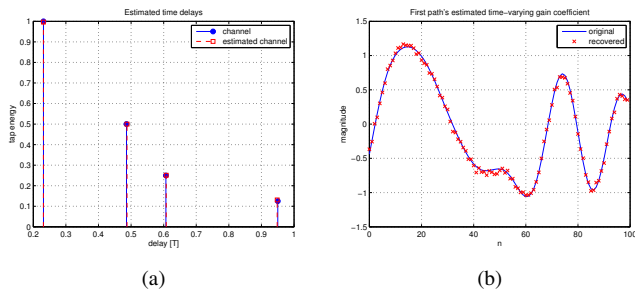 Estimated time delays
channel
estimated channel
tap energy
1
0.9
0.8
0.7
0.6
0.5
0.4
0.3
0.2
0.1
0
0.2 0.3 0.4 0.5 0.6 0.7 0.8 0.9 1
delay [T]
(a)
First path's estimated time−varying gain coefficient
original
recovered
magnitude
1.5
1
0.5
0
−0.5
−1
−1.5
0 20 40 60 80 100
n
(b)